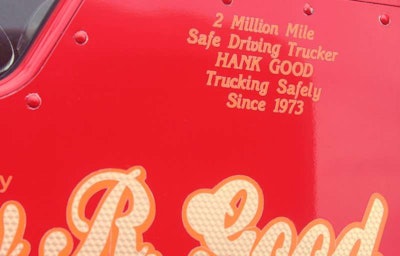 2 Million Mile
Safe Driving Trucker
HANK GOOD
Trucking Safely
Since 1973
R. Good